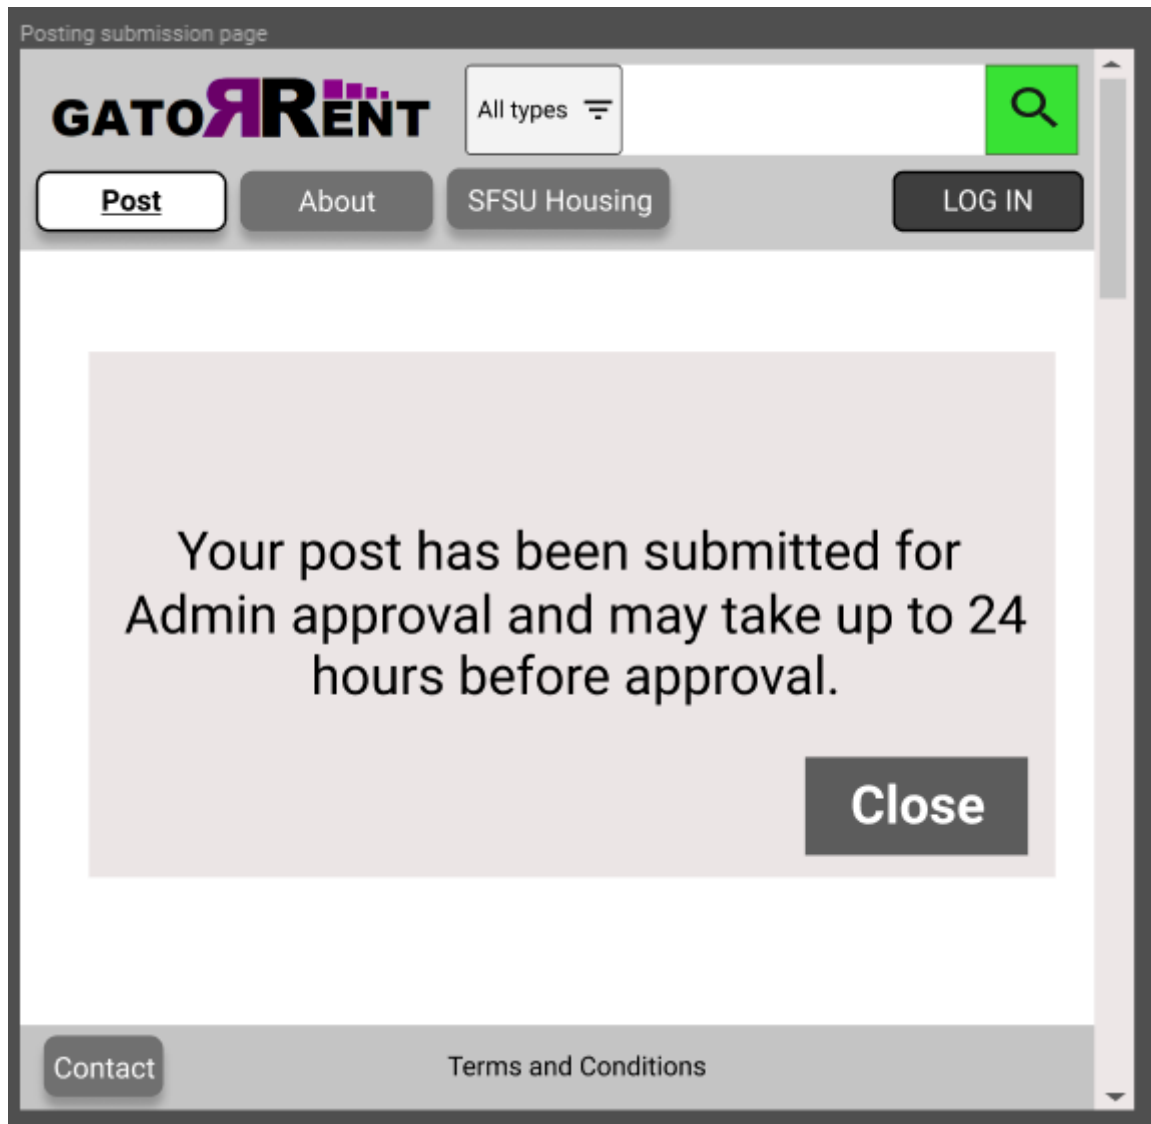 Posting submission page
GATORRENT
All types
Post
About
SFSU Housing
LOG IN
Your post has been submitted for
Admin approval and may take up to 24
hours before approval.
Close
Contact
Terms and Conditions